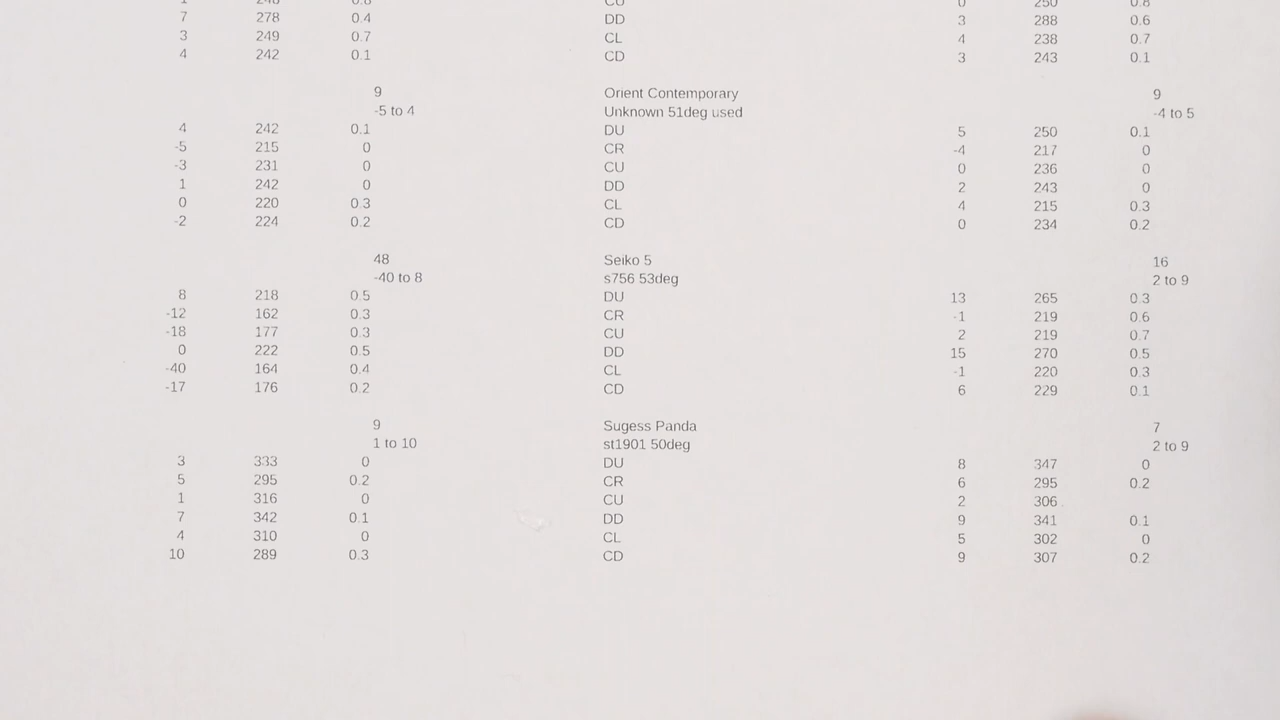 7 278 0.4 DD 3 288 0.6
3 249 0.7 CL 4 238 0.7
4 242 0.1 CD 3 243 0.1
9 Orient Contemporary 9
-5 to 4 Unknown 51deg used -4 to 5
4 242 0.1 DU 5 250 0.1
-5 215 0 CR -4 217 0
-3 231 0 CU 0 236 0
1 242 0 DD 2 243 0
0 220 0.3 CL 4 215 0.3
-2 224 0.2 CD 0 234 0.2
48 Seiko 5 16
-40 to 8 s756 53deg 2 to 9
8 218 0.5 DU 13 265 0.3
-12 162 0.3 CR -1 219 0.6
-18 177 0.3 CU 2 219 0.7
0 222 0.5 DD 15 270 0.5
-40 164 0.4 CL -1 220 0.3
-17 176 0.2 CD 6 229 0.1
9 Sugess Panda 7
1 to 10 st1901 50deg 2 to 9
3 333 0 DU 8 347 0
5 295 0.2 CR 6 295 0.2
1 316 0 CU 2 306
7 342 0.1 DD 9 341 0.1
4 310 0 CL 5 302 0
10 289 0.3 CD 9 307 0.2